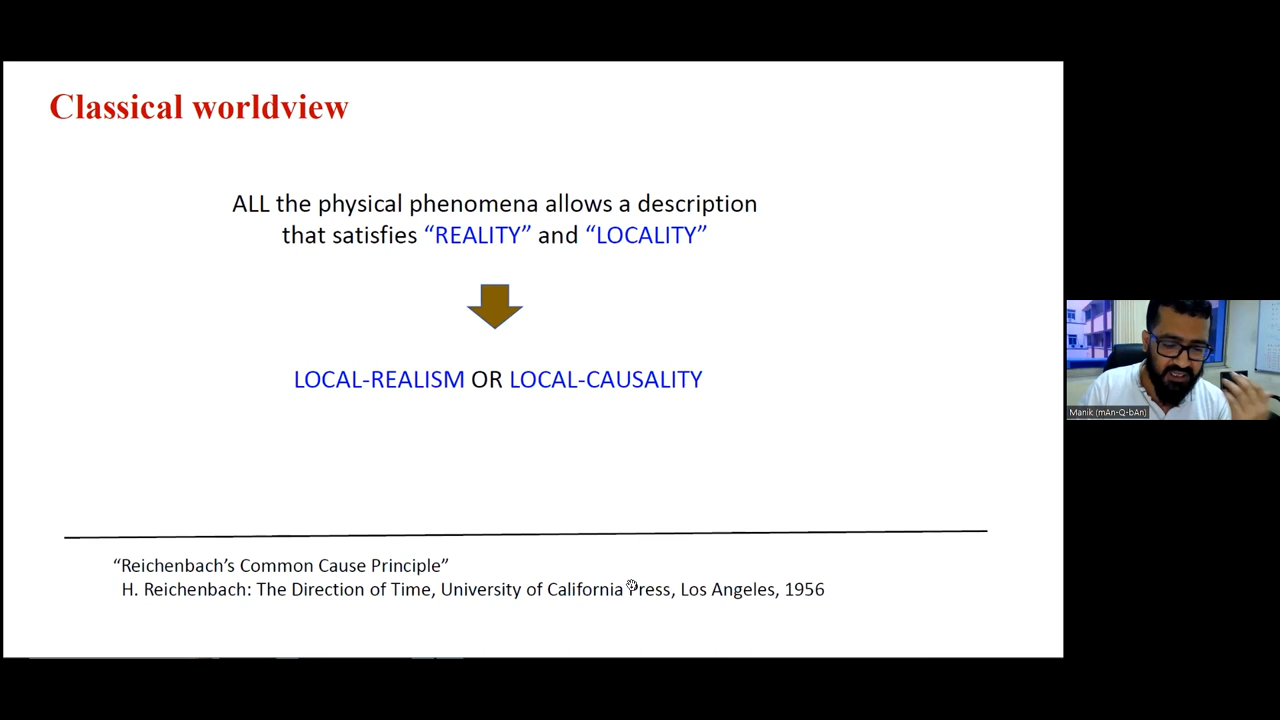 Classical worldview
ALL the physical phenomena allows a description
that satisfies “REALITY” and “LOCALITY”
LOCAL-REALISM OR LOCAL-CAUSALITY
“Reichenbach’s Common Cause Principle”
H. Reichenbach: The Direction of Time, University of California Press, Los Angeles, 1956
Manik (mAn-Q-bAn)